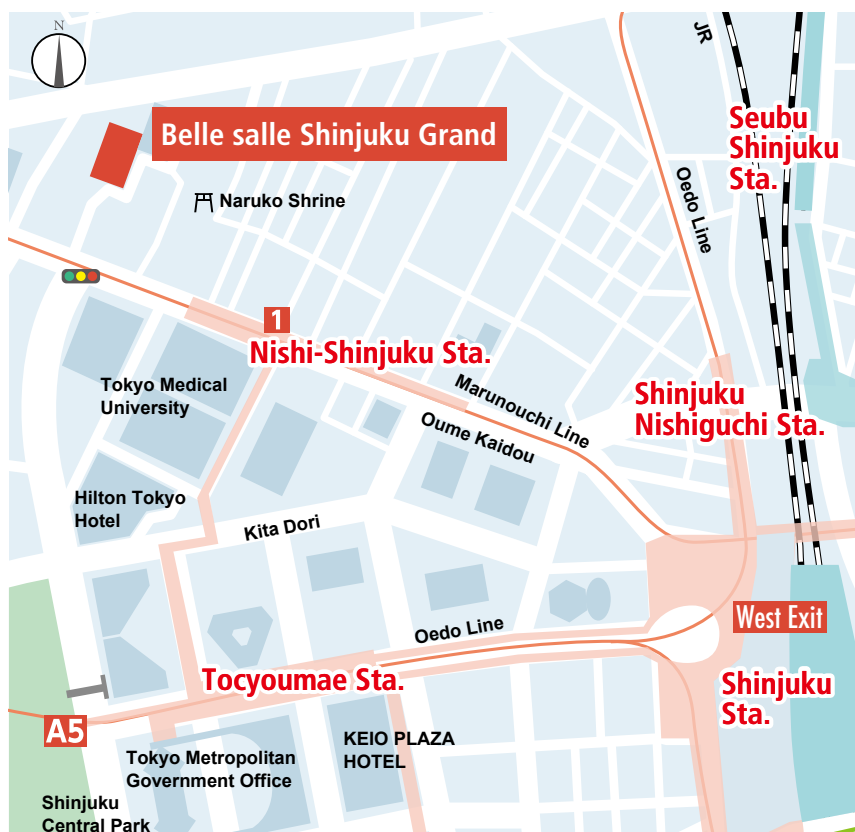 N
JR
Seubu
Shinjuku
Sta.
Belle salle Shinjuku Grand
Oedo Line
Naruko Shrine
1
Nishi-Shinjuku Sta.
Tokyo Medical
University
Marunouchi Line
Shinjuku
Nishiguchi Sta.
Oume Kaidou
Hilton Tokyo
Hotel
Kita Dori
West Exit
Oedo Line
Tocyoumae Sta.
Shinjuku
Sta.
A5
KEIO PLAZA
HOTEL
Tokyo Metropolitan
Government Office
Shinjuku
Central Park